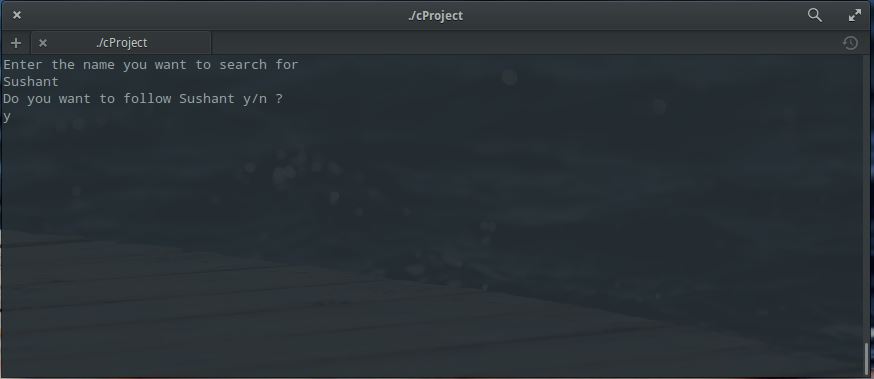 ./cProject
./cProject
Enter the name you want to search for
Sushant
Do you want to follow Sushant y/n ?
y